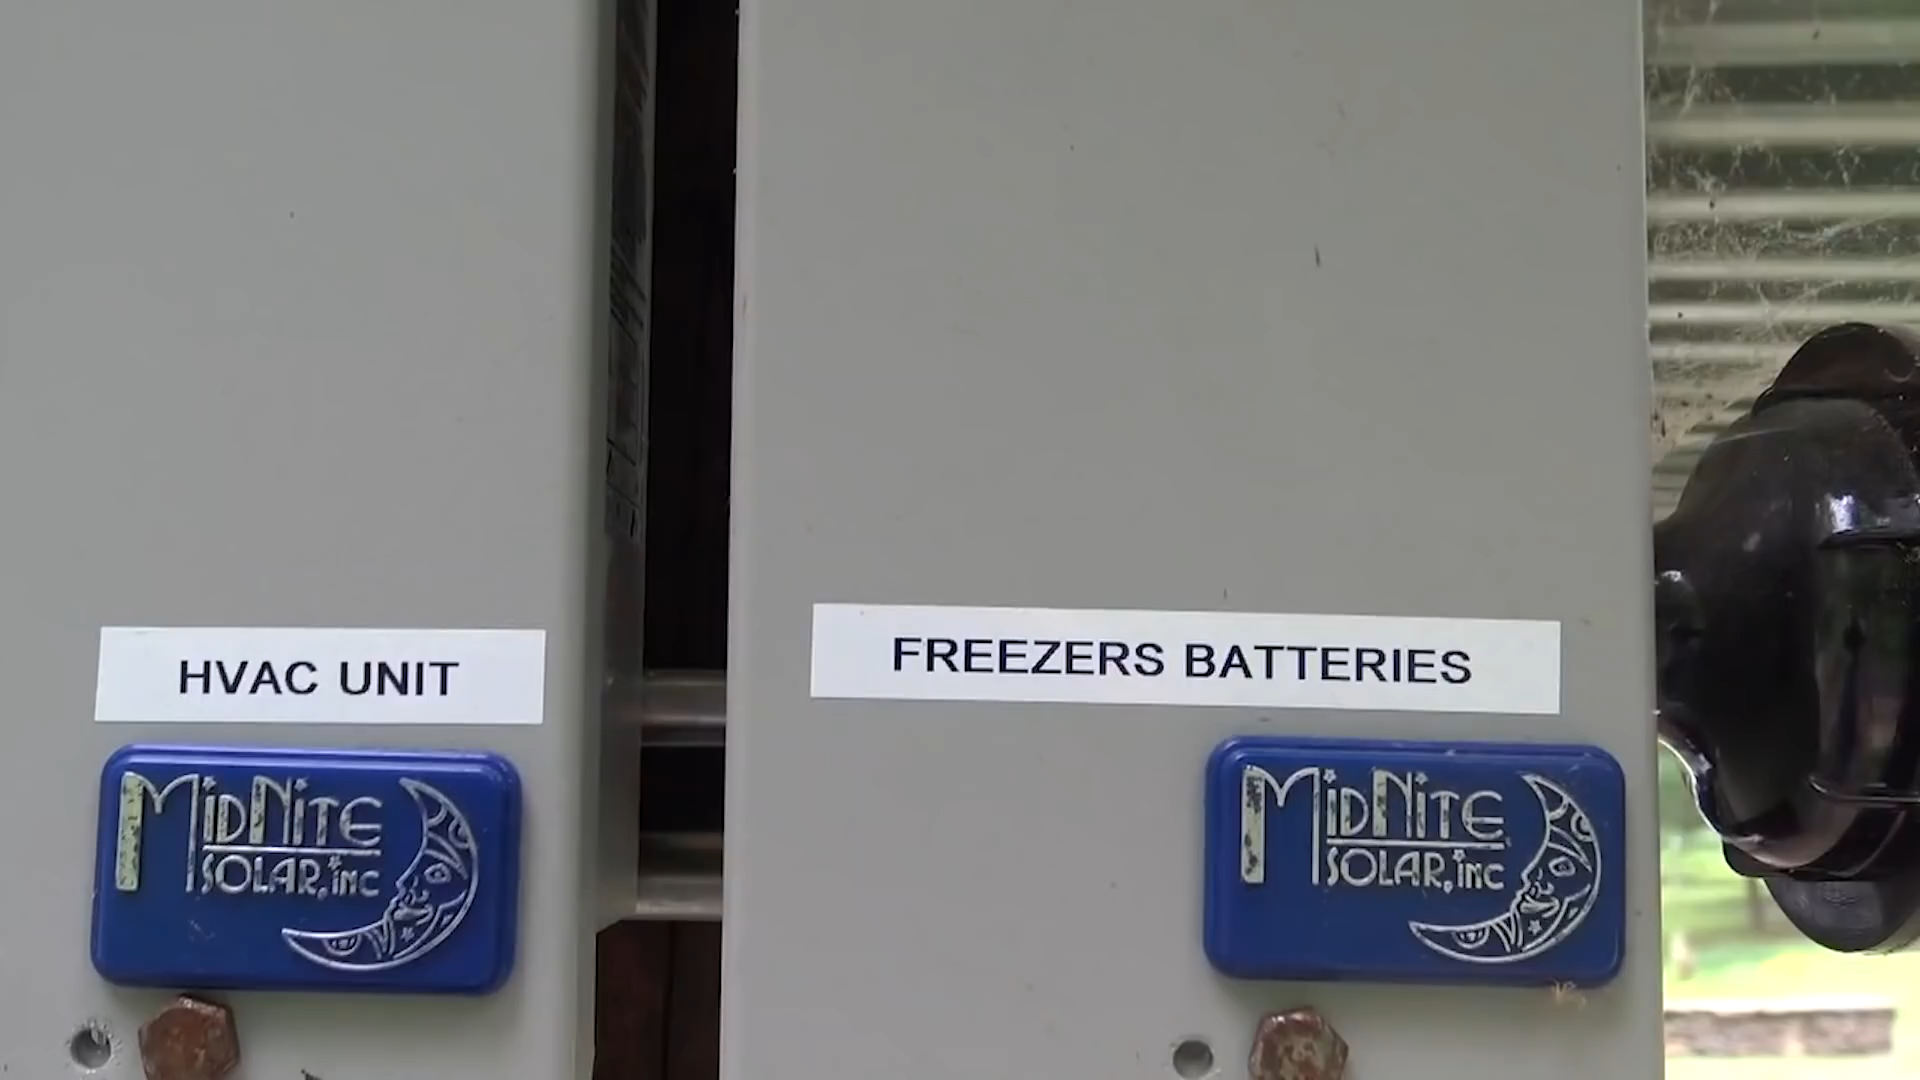 HVAC UNIT
MIDNITE
SOLAR, INC
FREEZERS BATTERIES
MIDNITE
SOLAR, INC